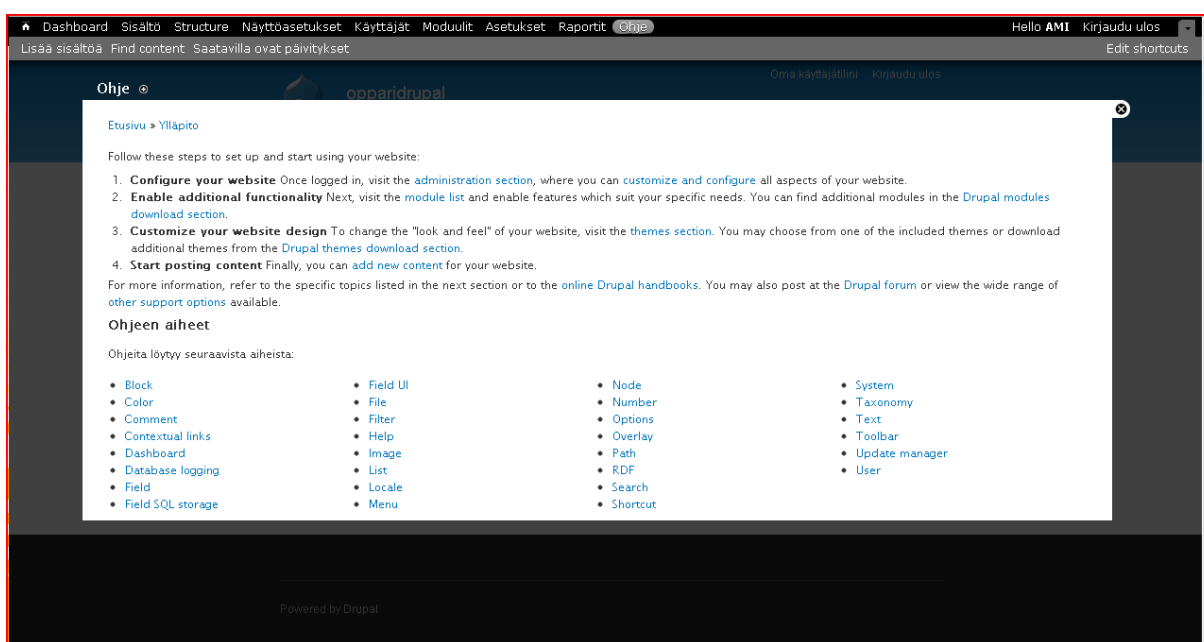 Dashboard Sisältö Structure Näyttöasetukset Käyttäjät Moduulit Asetukset Raportit Ohje Hello AMI Kirjaudu ulos
Lisää sisältöä Find content Saatavilla ovat päivitykset Edit shortcuts
Oma käyttäjätilini Kirjaudu ulos
Ohje
opparidrupal
Etusivu » Ylläpito
Follow these steps to set up and start using your website:
1. Configure your website Once logged in, visit the administration section, where you can customize and configure all aspects of your website.
2. Enable additional functionality Next, visit the module list and enable features which suit your specific needs. You can find additional modules in the Drupal modules
download section.
3. Customize your website design To change the "look and feel" of your website, visit the themes section. You may choose from one of the included themes or download
additional themes from the Drupal themes download section.
4. Start posting content Finally, you can add new content for your website.
For more information, refer to the specific topics listed in the next section or to the online Drupal handbooks. You may also post at the Drupal forum or view the wide range of
other support options available.
Ohjeen aiheet
Ohjeita löytyy seuraavista aiheista:
Block
Color
Comment
Contextual links
Dashboard
Database logging
Field
Field SQL storage
Field UI
File
Filter
Help
Image
List
Locale
Menu
Node
Number
Options
Overlay
Path
RDF
Search
Shortcut
System
Taxonomy
Text
Toolbar
Update manager
User
Powered by Drupal